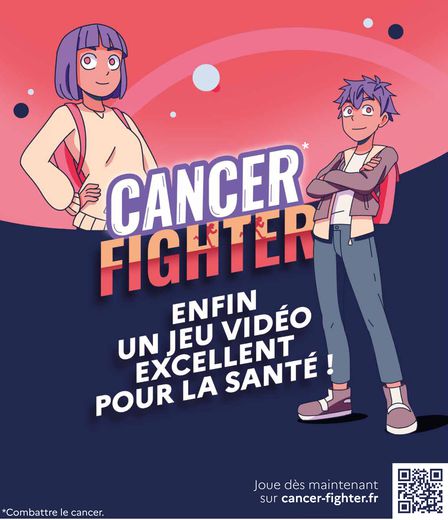 CANCER*
FIGHTER
ENFIN
UN JEU VIDÉO
EXCELLENT
POUR LA SANTÉ !
Joue dès maintenant
sur cancer-fighter.fr
*Combattre le cancer.